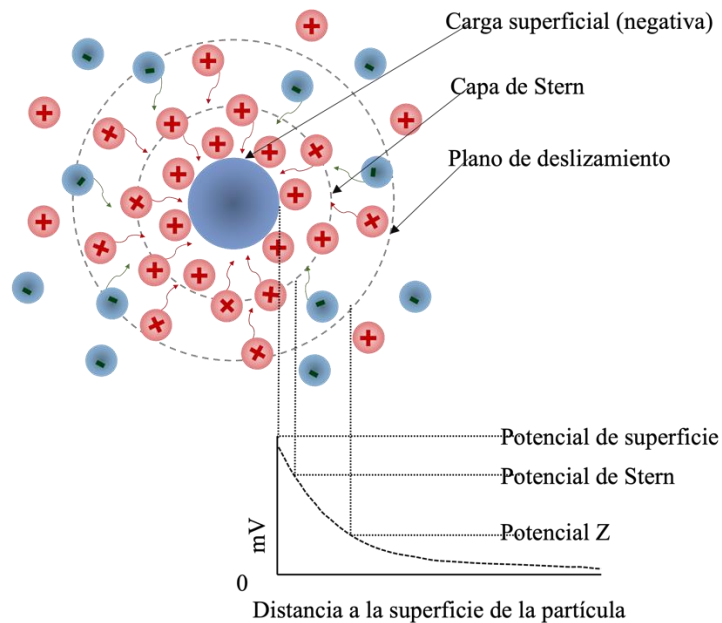 Carga superficial (negativa)
Capa de Stern
Plano de deslizamiento
Potencial de superficie
Potencial de Stern
Potencial Z
mV
0
Distancia a la superficie de la partícula